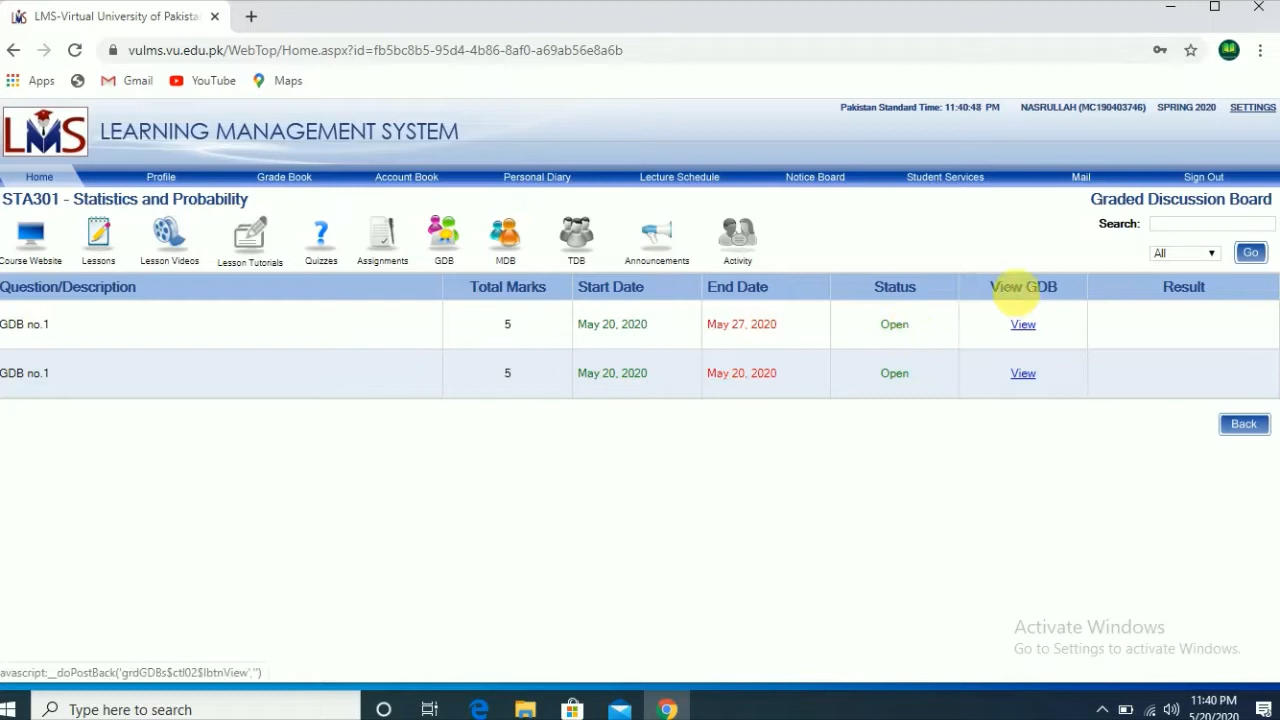 LMS-Virtual University of Pakista
vulms.vu.edu.pk/WebTop/Home.aspx?id=fb5bc8b5-95d4-4b86-8af0-a69ab56e8a6b
Apps Gmail YouTube Maps
Pakistan Standard Time: 11:40:48 PM NASRULLAH (MC190403746) SPRING 2020 SETTINGS
LMS LEARNING MANAGEMENT SYSTEM
Home Profile Grade Book Account Book Personal Diary Lecture Schedule Notice Board Student Services Mail Sign Out
STA301 - Statistics and Probability Graded Discussion Board
Search:
Course Website Lessons Lesson Videos Lesson Tutorials Quizzes Assignments GDB MDB TDB Announcements Activity
All Go
Question/Description Total Marks Start Date End Date Status View GDB Result
GDB no.1 5 May 20, 2020 May 27, 2020 Open View
GDB no.1 5 May 20, 2020 May 20, 2020 Open View
Back
Activate Windows
Go to Settings to activate Windows.
avascript:__doPostBack('grdGDBs$ctl02$lbtnView','')
Type here to search
11:40 PM
5/20/2020